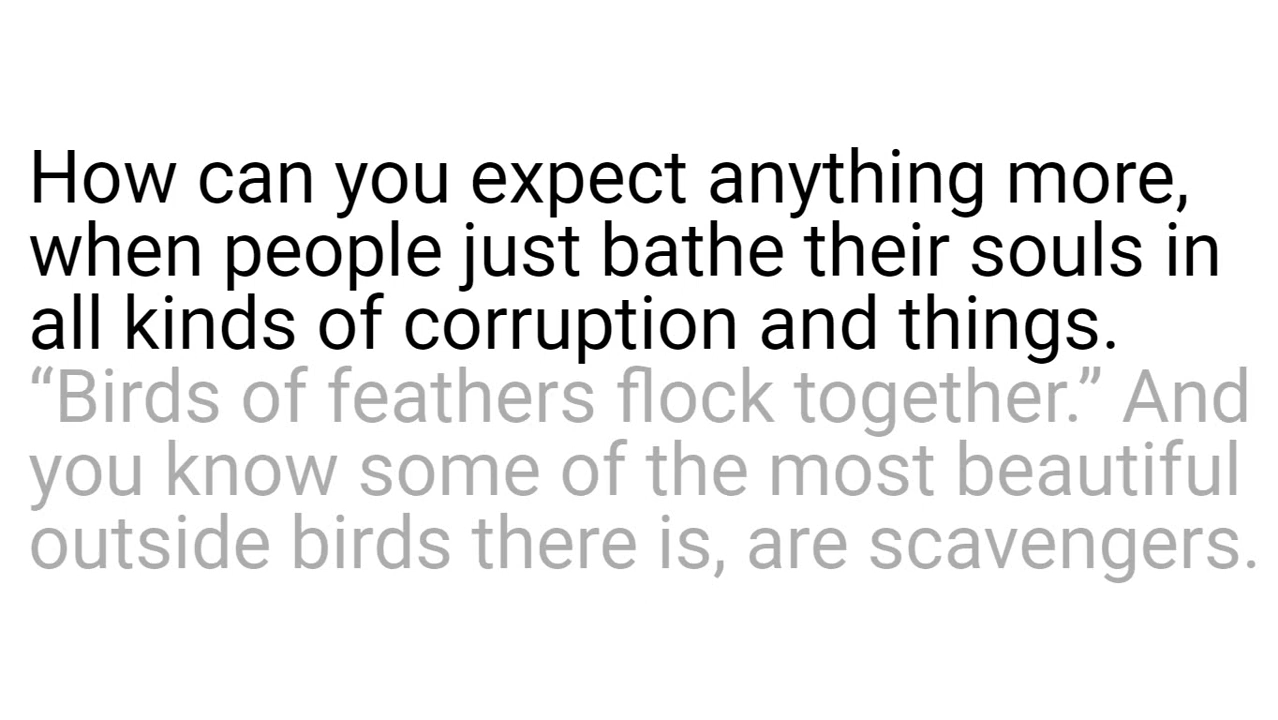 How can you expect anything more,
when people just bathe their souls in
all kinds of corruption and things.
“Birds of feathers flock together.” And
you know some of the most beautiful
outside birds there is, are scavengers.